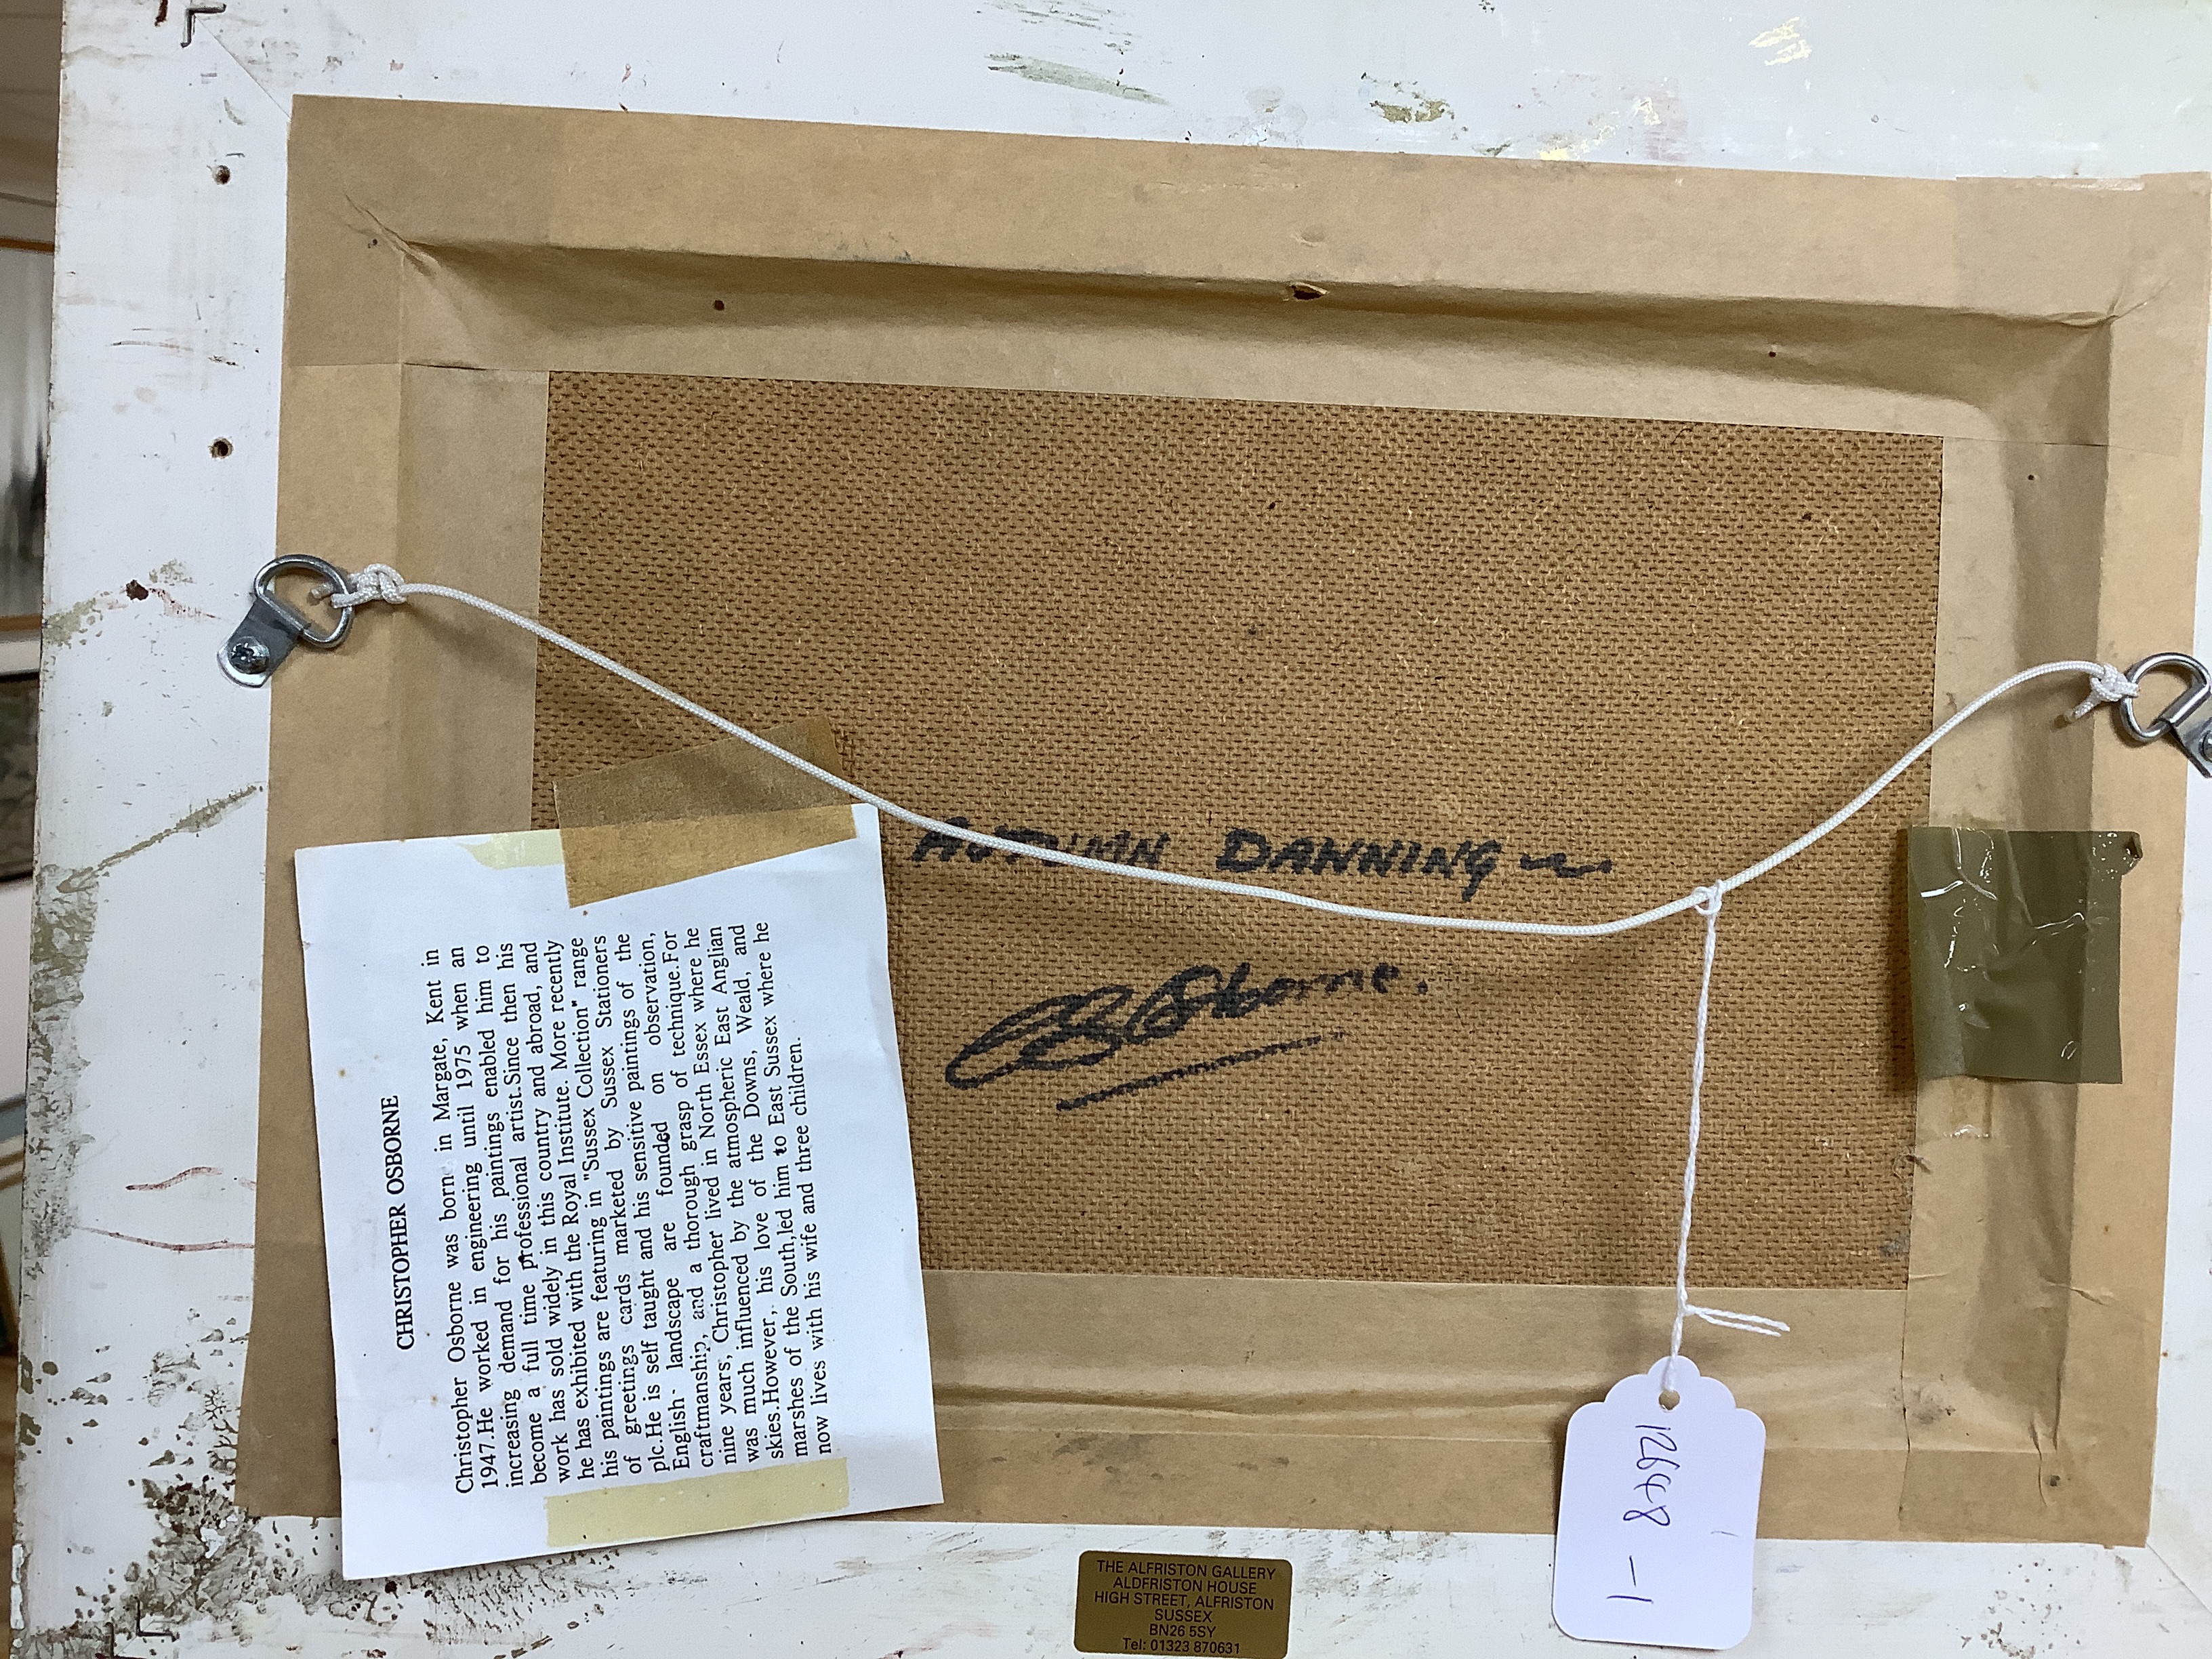 AUTUMN DAWNING
Osborne.
CHRISTOPHER OSBORNE
Christopher Osborne was born in Margate, Kent in
1947.He worked in engineering until 1975 when an
increasing demand for his paintings enabled him to
become a full time professional artist.Since then his
work has sold widely in this country and abroad, and
he has exhibited with the Royal Institute. More recently
his paintings are featuring in "Sussex Collection" range
of greetings cards marketed by Sussex Stationers
plc.He is self taught and his sensitive paintings of the
English landscape are founded on observation,
craftmanship, and a thorough grasp of technique.For
nine years, Christopher lived in North Essex where he
was much influenced by the atmospheric East Anglian
skies.However, his love of the Downs, Weald, and
marshes of the South,led him to East Sussex where he
now lives with his wife and three children.
12648-1
THE ALFRISTON GALLERY
ALDFRISTON HOUSE
HIGH STREET, ALFRISTON
SUSSEX
BN26 5SY
Tel: 01323 870631